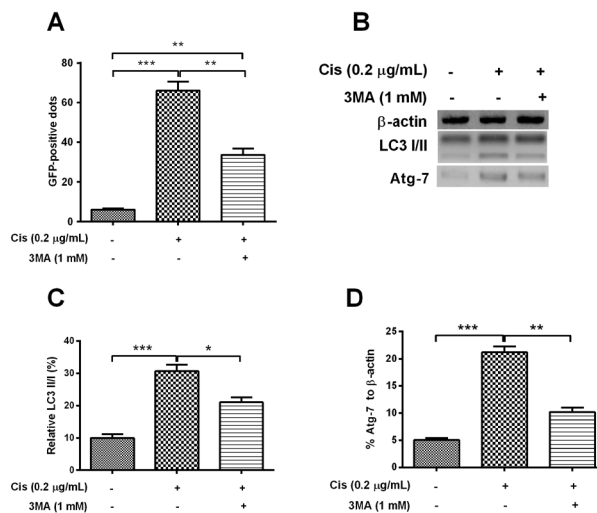 A
** 
*** **
GFP-positive dots
80
60
40
20
0
Cis (0.2 μg/mL) - + +
3MA (1 mM) - - +
B
Cis (0.2 μg/mL) - + +
3MA (1 mM) - - +
β-actin
LC3 I/II
Atg-7
C
*** *
Relative LC3 II/I (%)
40
30
20
10
0
Cis (0.2 μg/mL) - + +
3MA (1 mM) - - +
D
*** **
% Atg-7 to β-actin
25
20
15
10
5
0
Cis (0.2 μg/mL) - + +
3MA (1 mM) - - +